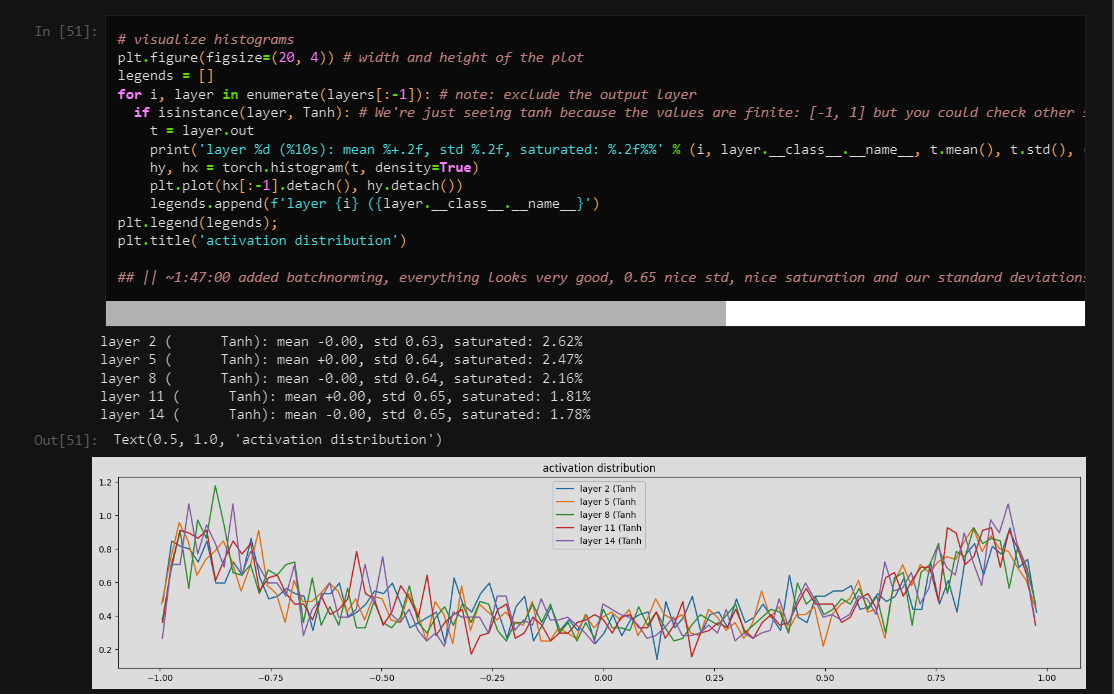 In [51]:
# visualize histograms
plt.figure(figsize=(20, 4)) # width and height of the plot
legends = []
for i, layer in enumerate(layers[:-1]): # note: exclude the output layer
  if isinstance(layer, Tanh): # We're just seeing tanh because the values are finite: [-1, 1] but you could check other
    t = layer.out
    print('layer %d (%10s): mean %+.2f, std %.2f, saturated: %.2f%%' % (i, layer.__class__.__name__, t.mean(), t.std(),
    hy, hx = torch.histogram(t, density=True)
    plt.plot(hx[:-1].detach(), hy.detach())
    legends.append(f'layer {i} ({layer.__class__.__name__}')
plt.legend(legends);
plt.title('activation distribution')
## || ~1:47:00 added batchnorming, everything looks very good, 0.65 nice std, nice saturation and our standard deviations
layer 2 (      Tanh): mean -0.00, std 0.63, saturated: 2.62%
layer 5 (      Tanh): mean +0.00, std 0.64, saturated: 2.47%
layer 8 (      Tanh): mean -0.00, std 0.64, saturated: 2.16%
layer 11 (      Tanh): mean +0.00, std 0.65, saturated: 1.81%
layer 14 (      Tanh): mean -0.00, std 0.65, saturated: 1.78%
Out[51]: Text(0.5, 1.0, 'activation distribution')
activation distribution
1.2
1.0
0.8
0.6
0.4
0.2
layer 2 (Tanh
layer 5 (Tanh
layer 8 (Tanh
layer 11 (Tanh
layer 14 (Tanh
−1.00 −0.75 −0.50 −0.25 0.00 0.25 0.50 0.75 1.00